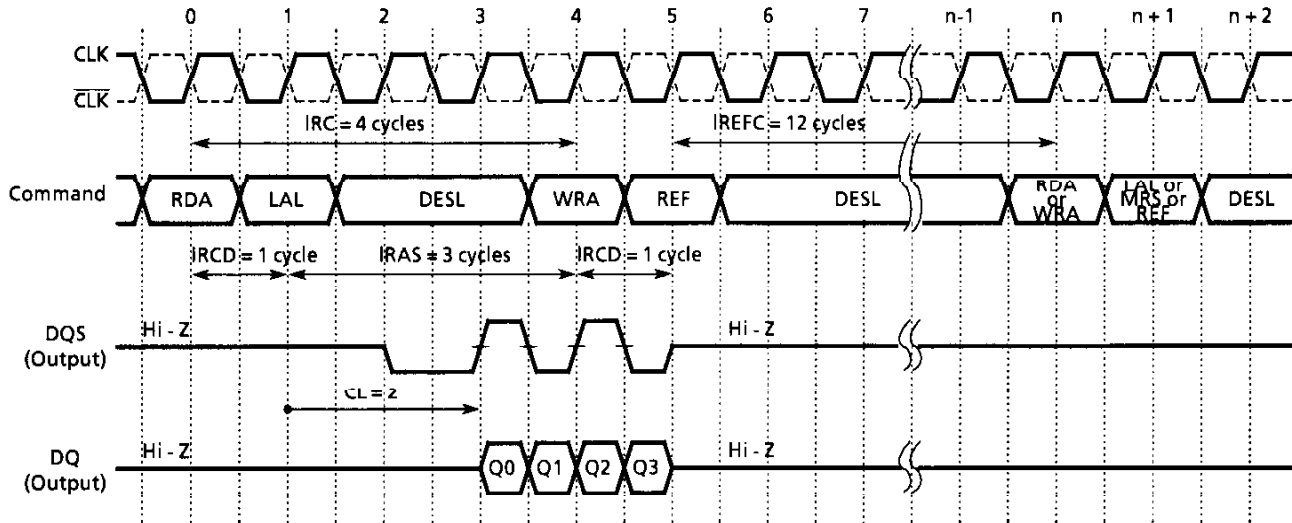 0 1 2 3 4 5 6 7 n-1 n n + 1 n + 2
CLK
CLK
IRC = 4 cycles
IREFC = 12 cycles
Command
RDA
LAL
DESL
WRA
REF
DESL
RDA
or
WRA
LAL or
MRS or
REF
DESL
IRCD = 1 cycle
IRAS = 3 cycles
IRCD = 1 cycle
DQS
(Output)
Hi - Z
Hi - Z
CL = 2
DQ
(Output)
Hi - Z
Q0 Q1 Q2 Q3
Hi - Z